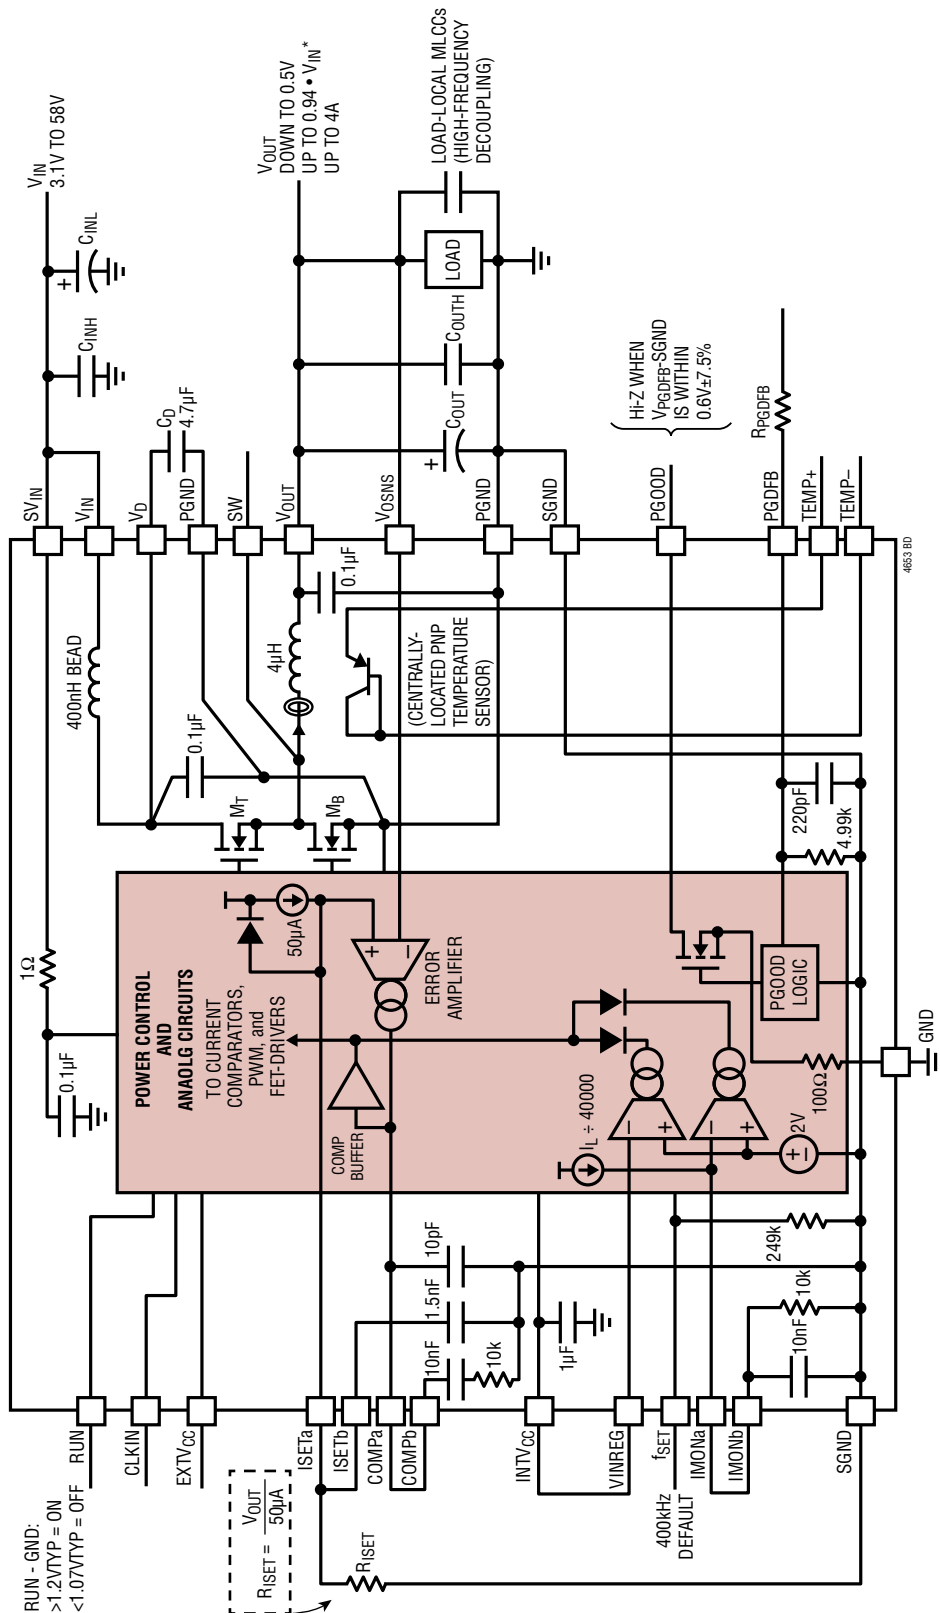 RUN - GND:
>1.2VTYP = ON
<1.07VTYP = OFF
RUN
CLKIN
EXTVCC
RISET = VOUT
50µA
RISET
ISETa
ISETb
COMPa
COMPb
INTVCC
VINREG
400kHz
DEFAULT
fSET
IMONa
IMONb
SGND
10nF
10k
1.5nF
10pF
1µF
249k
10nF
10k
0.1µF
1Ω
POWER CONTROL
AND
ANAOLG CIRCUITS
TO CURRENT
COMPARATORS,
PWM, and
FET-DRIVERS
50µA
COMP
BUFFER
+
–
ERROR
AMPLIFIER
IL ÷ 40000
–
+
–
+
+
–
2V
100Ω
PGOOD
LOGIC
GND
400nH BEAD
0.1µF
MT
MB
4µH
0.1µF
(CENTRALLY-
LOCATED PNP
TEMPERATURE
SENSOR)
220pF
4.99k
SVIN
VIN
VD
PGND
SW
VOUT
VOSNS
PGND
SGND
PGOOD
PGDFB
TEMP+
TEMP–
4653 BD
CD
4.7µF
CINH
+
CINL
VIN
3.1V TO 58V
VOUT
DOWN TO 0.5V
UP TO 0.94 • VIN*
UP TO 4A
+
COUT
COUTH
LOAD
LOAD-LOCAL MLCCs
(HIGH-FREQUENCY
DECOUPLING)
Hi-Z WHEN
VPGDFB-SGND
IS WITHIN
0.6V±7.5%
RPGDFB